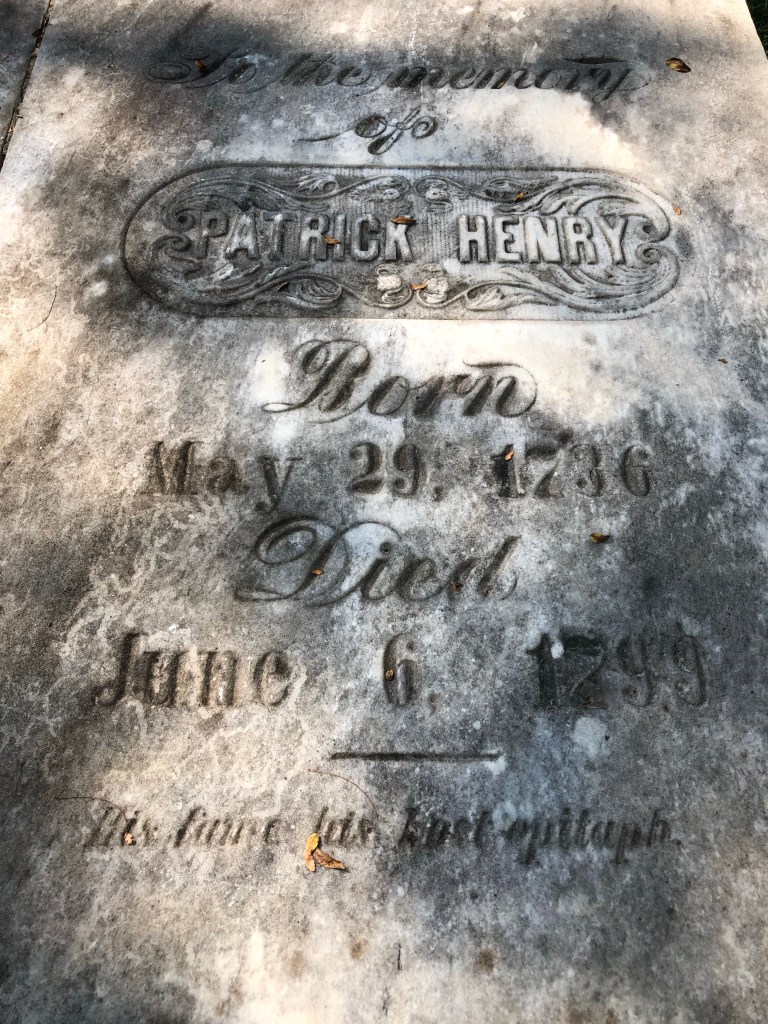 To the memory
of
PATRICK HENRY
Born
May 29, 1736
Died
June 6, 1799
His fame his best epitaph.